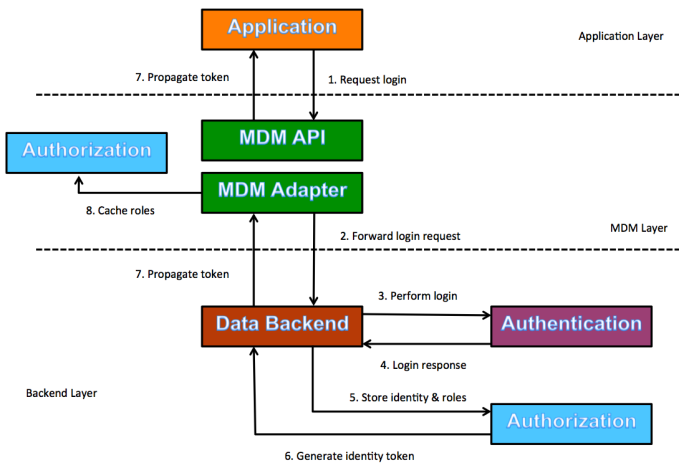 Application
Application Layer
7. Propagate token
1. Request login
MDM API
Authorization
MDM Adapter
8. Cache roles
2. Forward login request
MDM Layer
7. Propagate token
3. Perform login
Data Backend
Authentication
4. Login response
Backend Layer
5. Store identity & roles
Authorization
6. Generate identity token